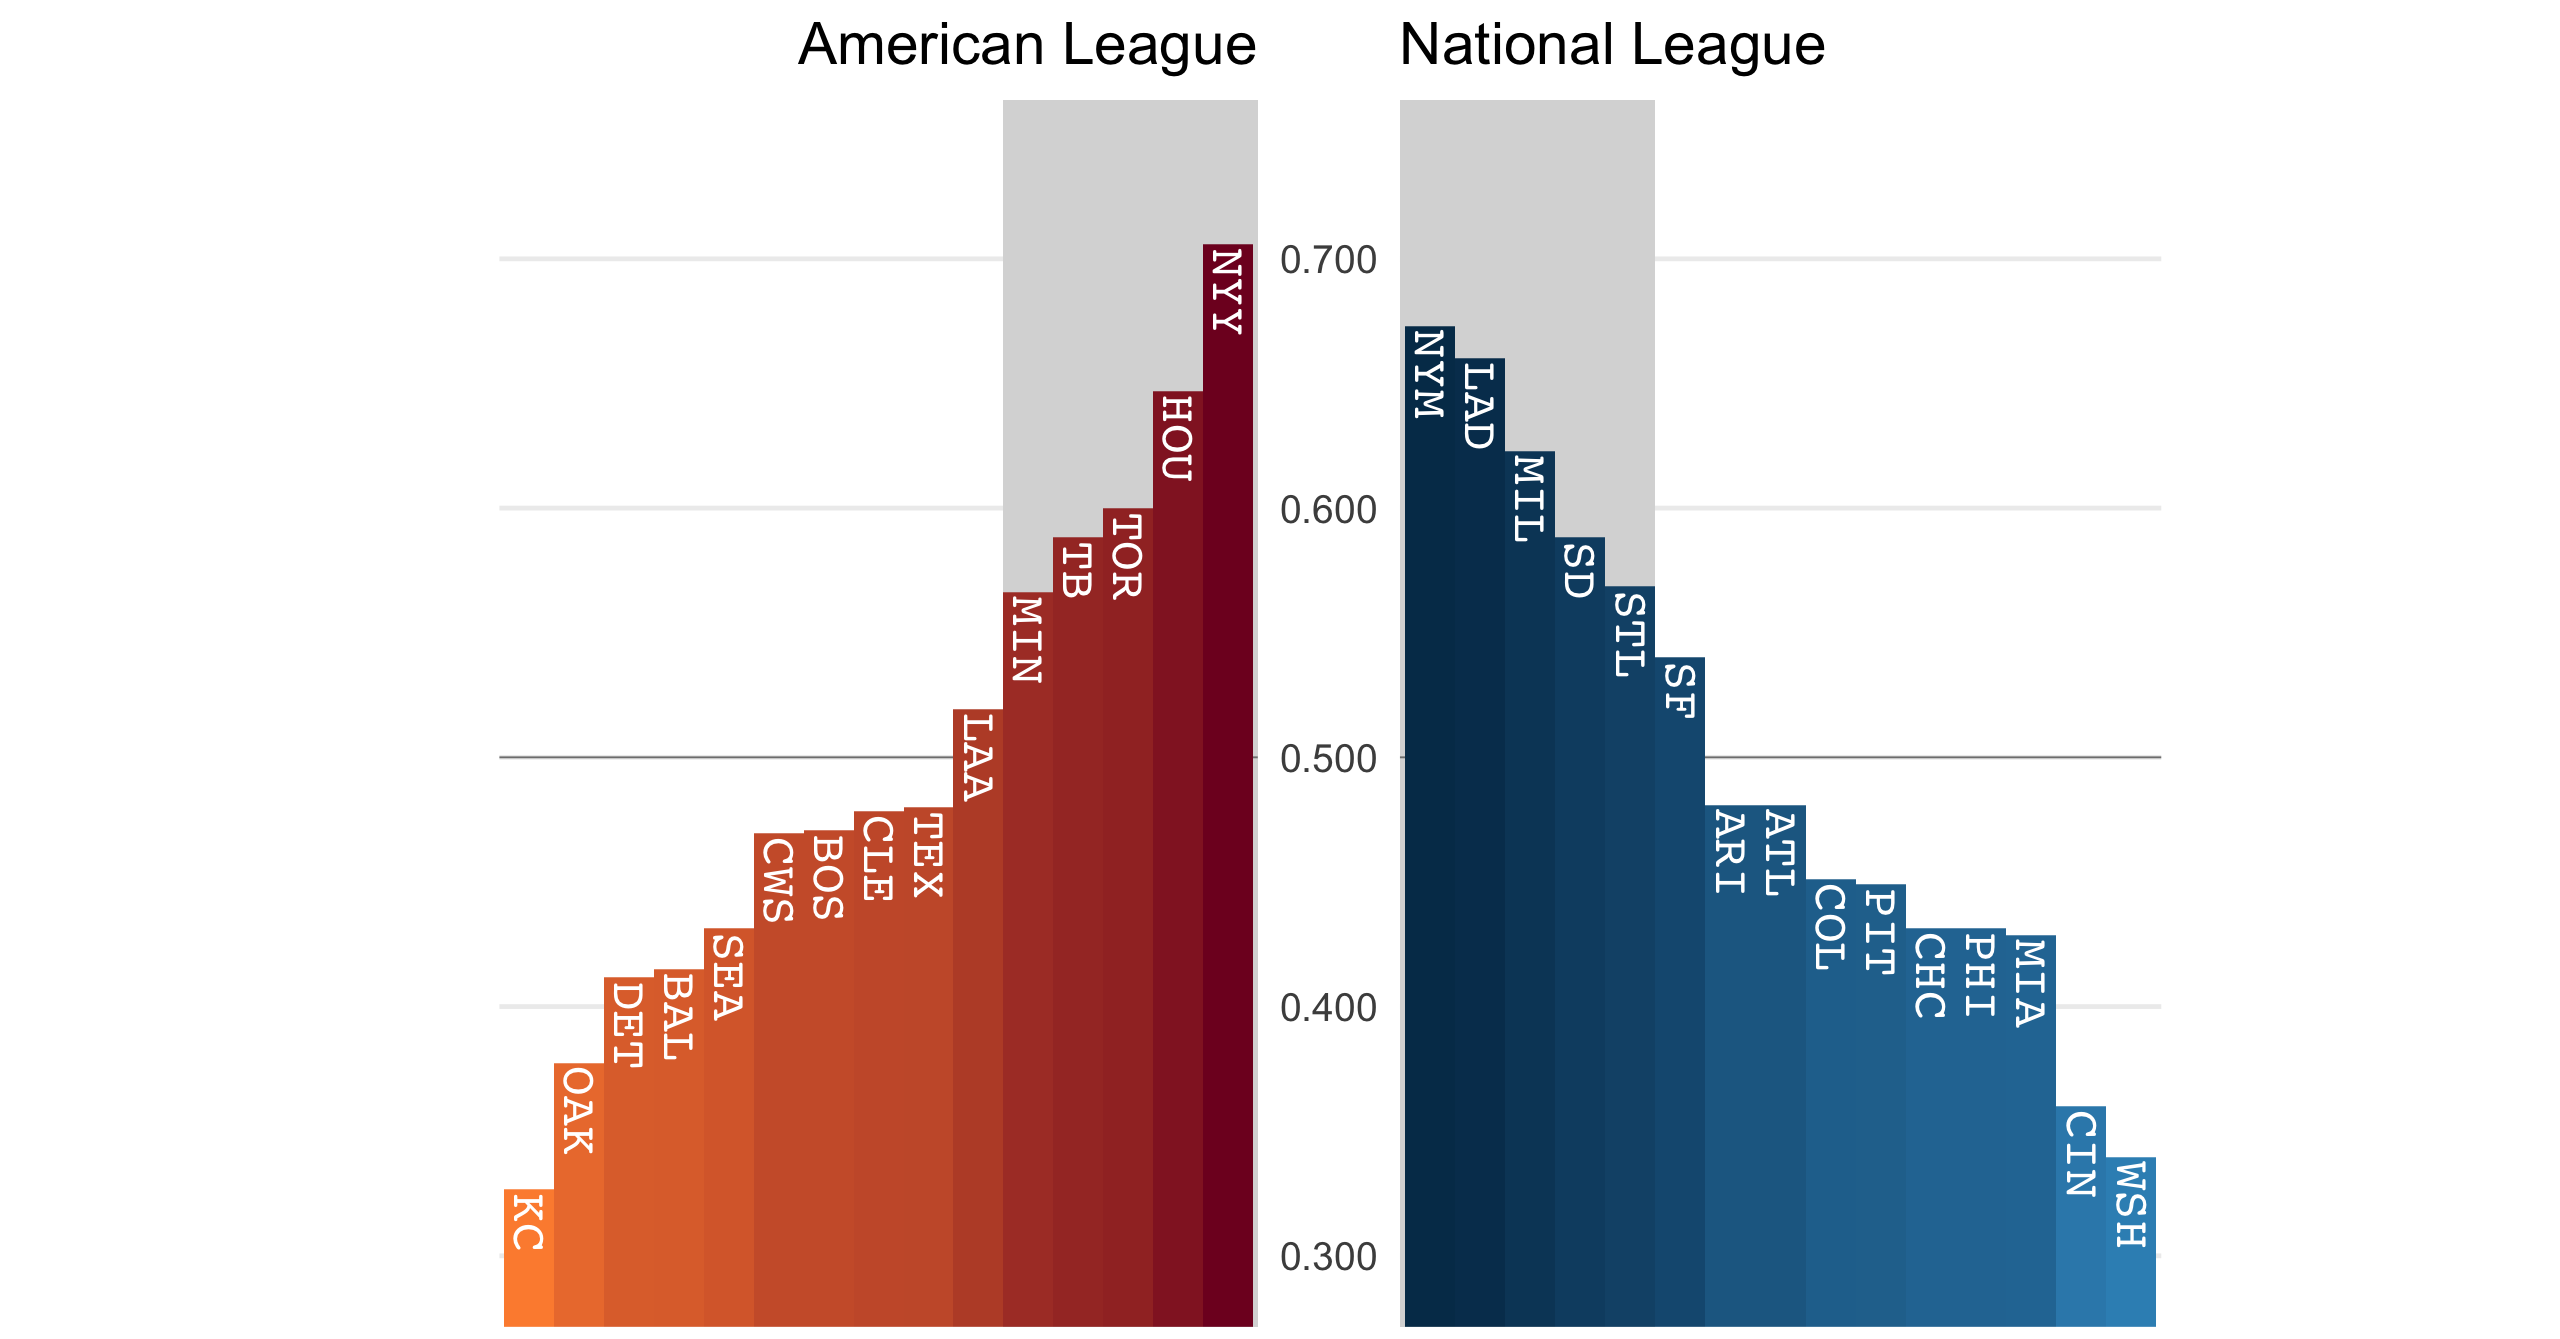 American League
National League
0.700
0.600
0.500
0.400
0.300
KC
OAK
DET
BAL
SEA
CWS
BOS
CLE
TEX
LAA
MIN
TB
TOR
HOU
NYY
NYM
LAD
MIL
SD
STL
SF
ARI
ATL
COL
PIT
CHC
PHI
MIA
CIN
WSH